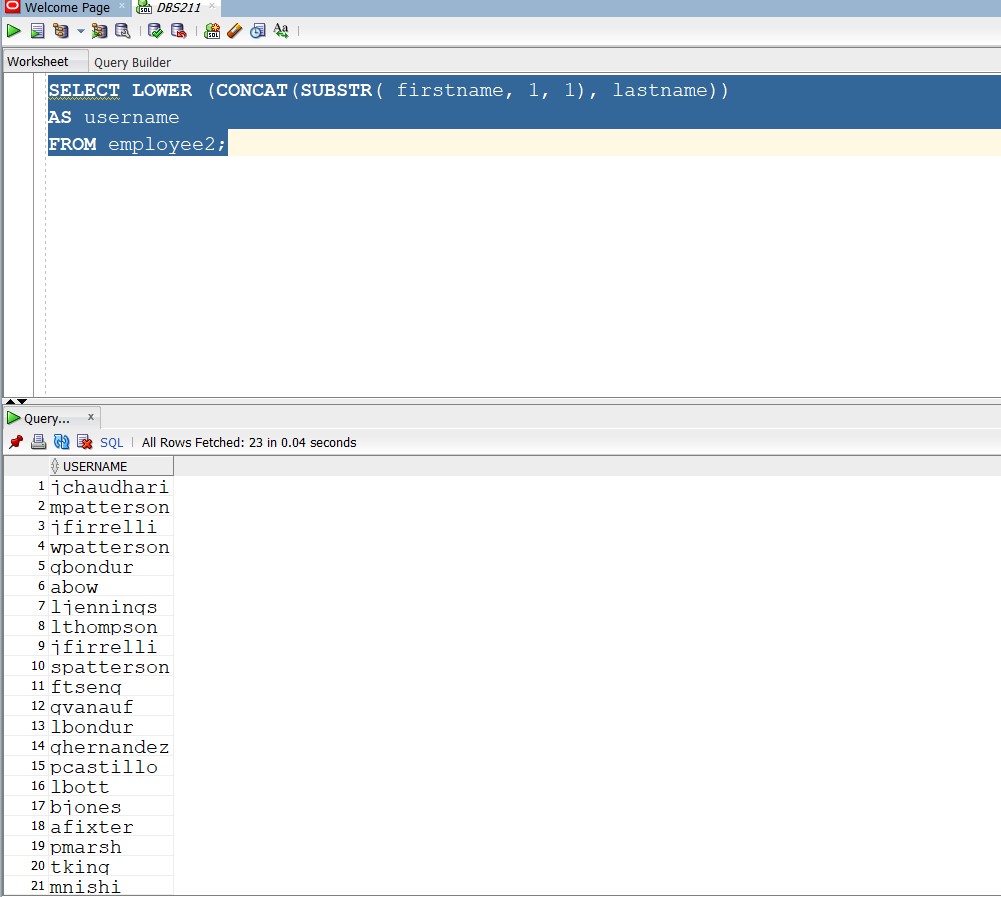 Welcome Page
DBS211
Worksheet
Query Builder
SELECT LOWER (CONCAT(SUBSTR( firstname, 1, 1), lastname))
AS username
FROM employee2;
Query...
SQL
All Rows Fetched: 23 in 0.04 seconds
USERNAME
1 jchaudhari
2 mpatterson
3 jfirrelli
4 wpatterson
5 gbondur
6 abow
7 ljennings
8 lthompson
9 jfirrelli
10 spatterson
11 ftseng
12 gvanauf
13 lbondur
14 ghernandez
15 pcastillo
16 lbott
17 bjones
18 afixter
19 pmarsh
20 tking
21 mnishi